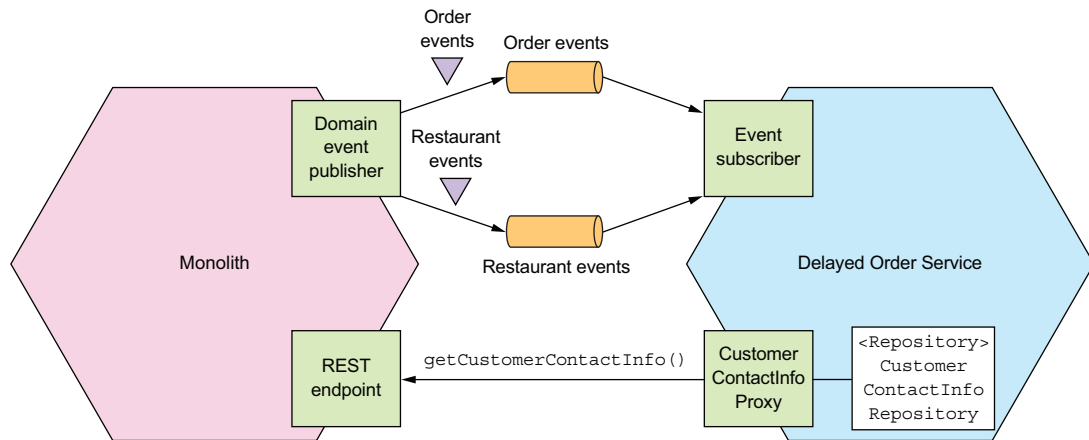 Order
events
Order events
Domain
event
publisher
Restaurant
events
Event
subscriber
Restaurant events
Monolith
Delayed Order Service
REST
endpoint
getCustomerContactInfo()
Customer
ContactInfo
Proxy
<Repository>
Customer
ContactInfo
Repository